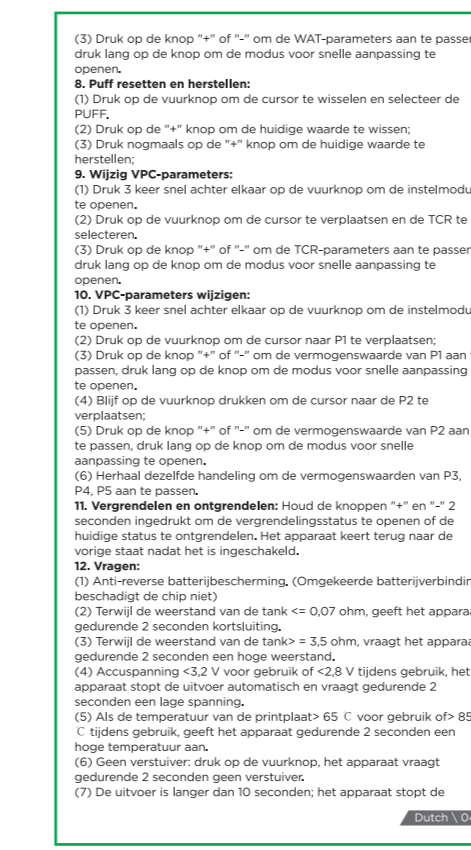 (3) Druk op de knop "+" of "-" om de WAT-parameters aan te passen
druk lang op de knop om de modus voor snelle aanpassing te
openen.
8. Puff resetten en herstellen:
(1) Druk op de vuurknop om de cursor te wisselen en selecteer de
PUFF.
(2) Druk op de "+" knop om de huidige waarde te wissen;
(3) Druk nogmaals op de "+" knop om de huidige waarde te
herstellen;
9. Wijzig VPC-parameters:
(1) Druk 3 keer snel achter elkaar op de vuurknop om de instelmodu
te openen.
(2) Druk op de vuurknop om de cursor te verplaatsen en de TCR te
selecteren.
(3) Druk op de knop "+" of "-" om de TCR-parameters aan te passen
druk lang op de knop om de modus voor snelle aanpassing te
openen.
10. VPC-parameters wijzigen:
(1) Druk 3 keer snel achter elkaar op de vuurknop om de instelmodu
te openen.
(2) Druk op de vuurknop om de cursor naar P1 te verplaatsen;
(3) Druk op de knop "+" of "-" om de vermogenswaarde van P1 aan
passen, druk lang op de knop om de modus voor snelle aanpassing
te openen.
(4) Blijf op de vuurknop drukken om de cursor naar de P2 te
verplaatsen;
(5) Druk op de knop "+" of "-" om de vermogenswaarde van P2 aan
te passen, druk lang op de knop om de modus voor snelle
aanpassing te openen.
(6) Herhaal dezelfde handeling om de vermogenswaarden van P3,
P4, P5 aan te passen.
11. Vergrendelen en ontgrendelen: Houd de knoppen "+" en "-" 2
seconden ingedrukt om de vergrendelingsstatus te openen of de
huidige status te ontgrendelen. Het apparaat keert terug naar de
vorige staat nadat het is ingeschakeld.
12. Vragen:
(1) Anti-reverse batterijbescherming. (Omgekeerde batterijverbindin
beschadigt de chip niet)
(2) Terwijl de weerstand van de tank <= 0,07 ohm, geeft het apparaa
gedurende 2 seconden kortsluiting.
(3) Terwijl de weerstand van de tank> = 3,5 ohm, vraagt het apparaa
gedurende 2 seconden een hoge weerstand.
(4) Accuspanning <3,2 V voor gebruik of <2,8 V tijdens gebruik, het
apparaat stopt de uitvoer automatisch en vraagt gedurende 2
seconden een lage spanning.
(5) Als de temperatuur van de printplaat> 65 ℃ voor gebruik of> 85
℃ tijdens gebruik, geeft het apparaat gedurende 2 seconden een
hoge temperatuur aan.
(6) Geen verstuiver: druk op de vuurknop, het apparaat vraagt
gedurende 2 seconden geen verstuiver.
(7) De uitvoer is langer dan 10 seconden; het apparaat stopt de
Dutch \ 04